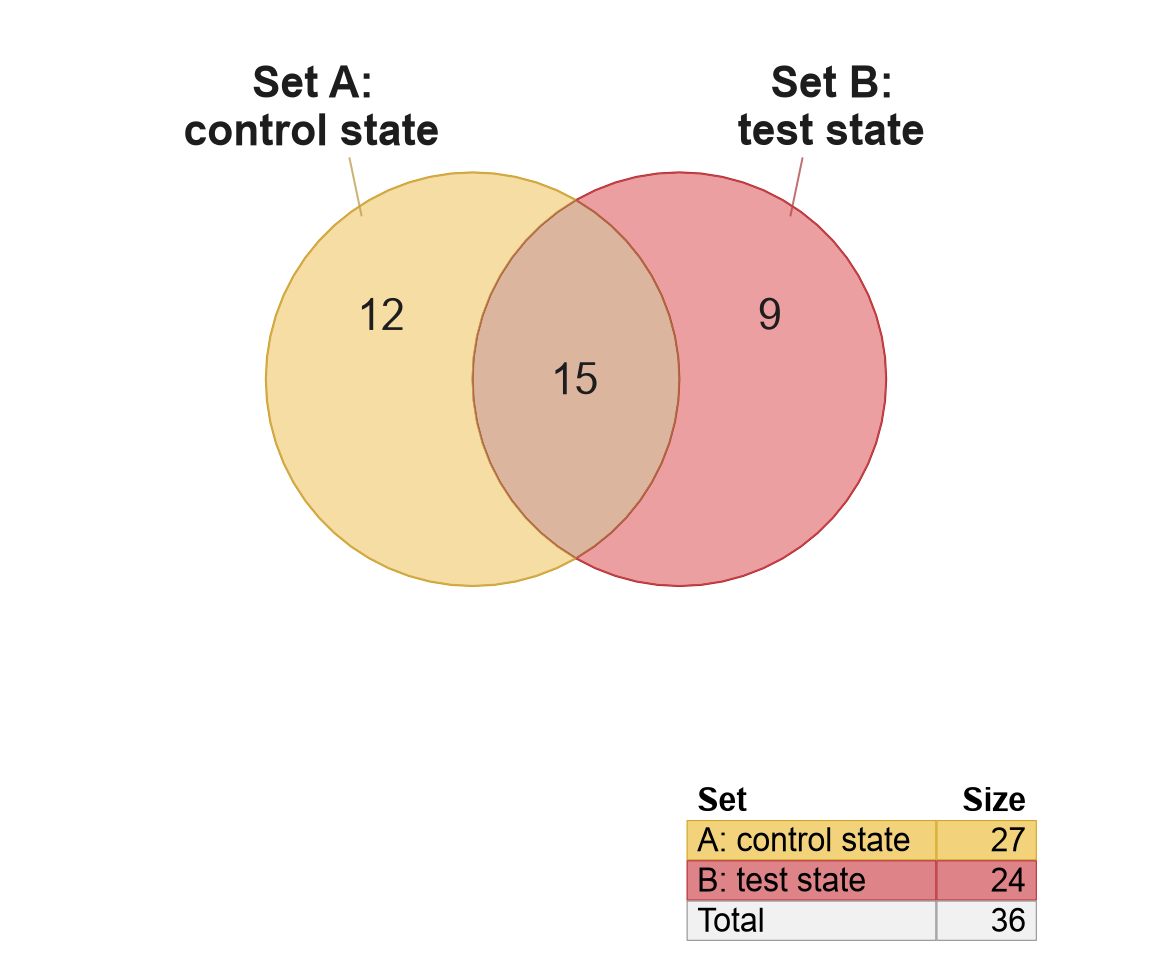 Set A:
control state
Set B:
test state
12
9
15
Set Size
A: control state 27
B: test state 24
Total 36